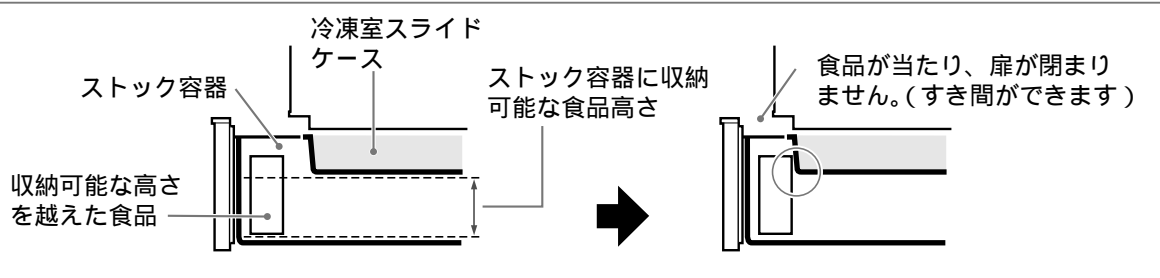 冷凍室スライド
ケース
ストック容器
ストック容器に収納
可能な食品高さ
収納可能な高さ
を越えた食品
食品が当たり、扉が閉まり
ません。(すき間ができます)